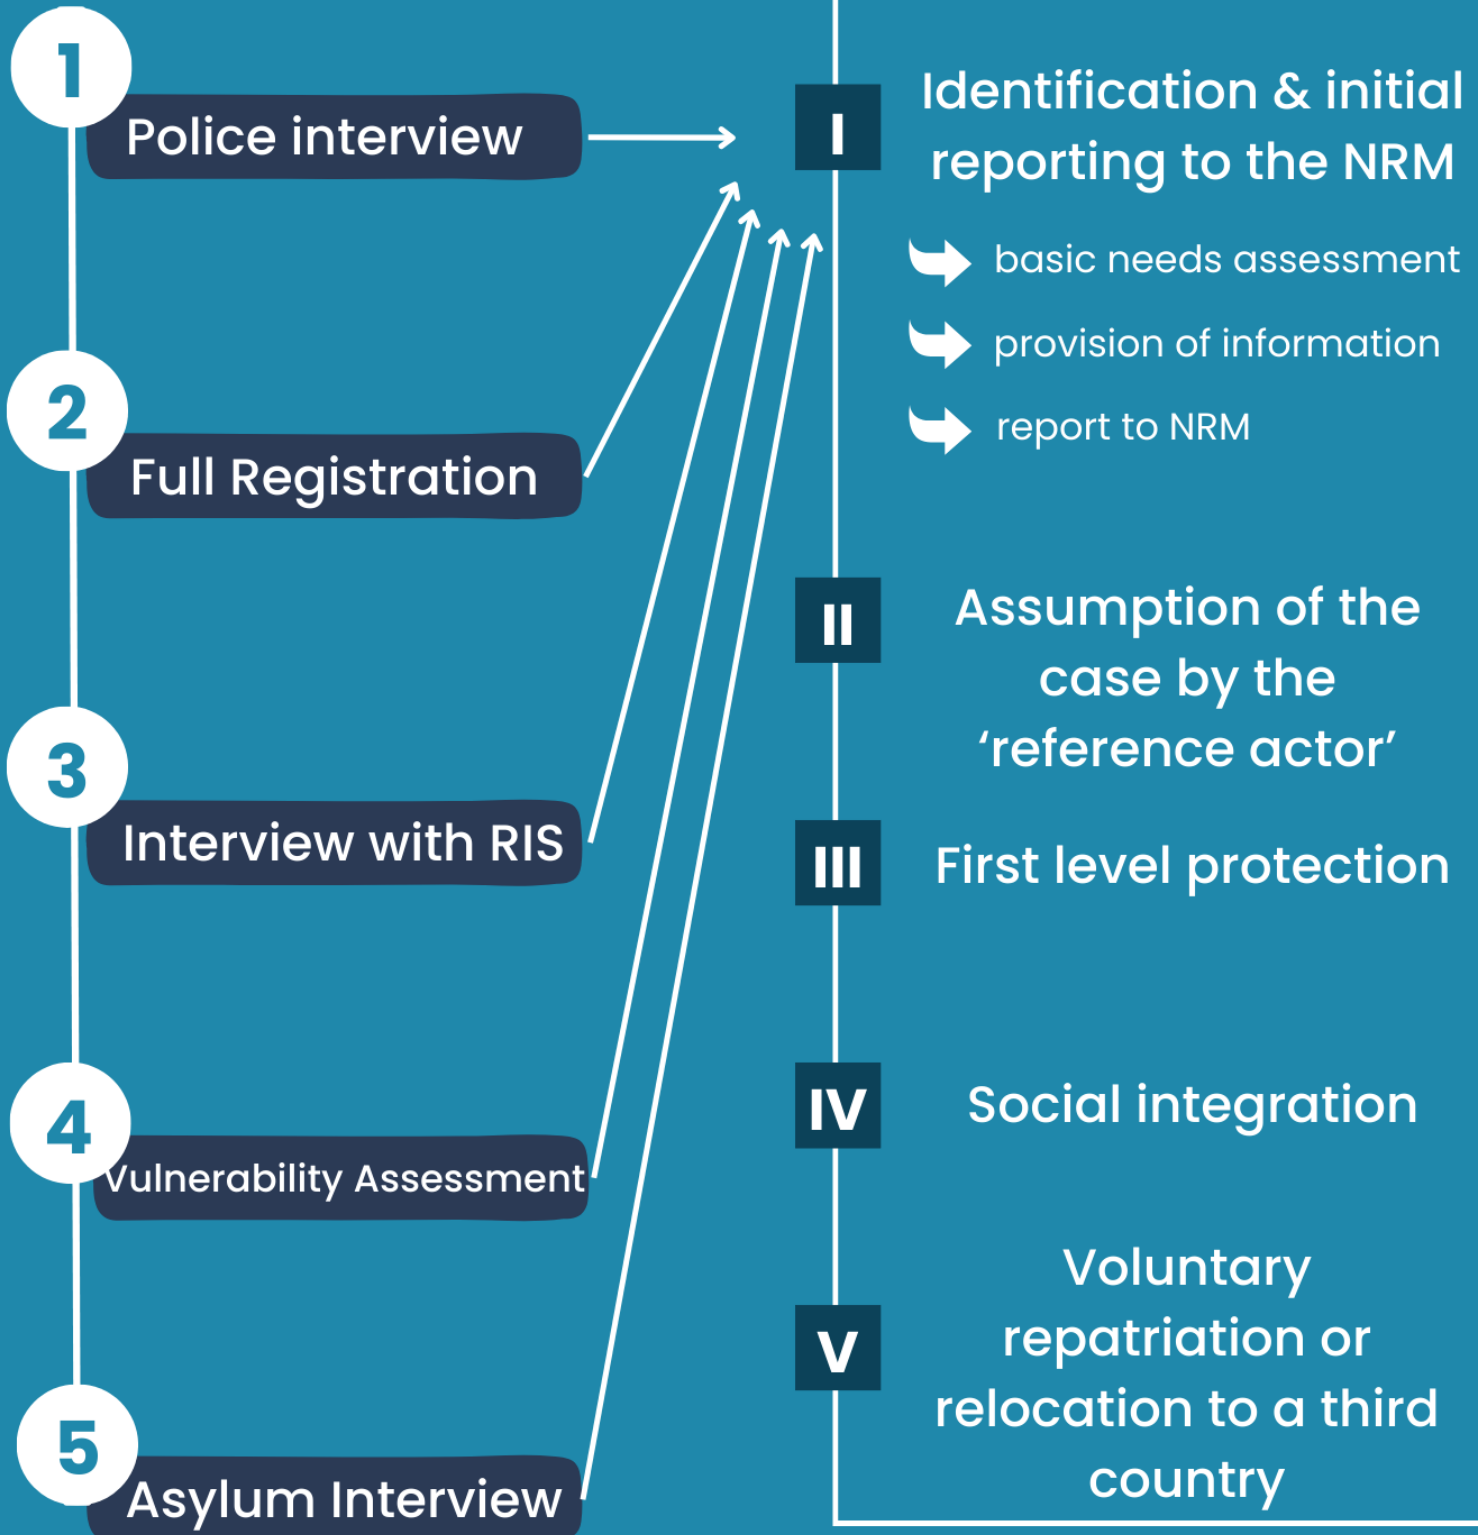 1
Police interview
2
Full Registration
3
Interview with RIS
4
Vulnerability Assessment
5
Asylum Interview
I
Identification & initial
reporting to the NRM
basic needs assessment
provision of information
report to NRM
II
Assumption of the
case by the
‘reference actor’
III
First level protection
IV
Social integration
V
Voluntary
repatriation or
relocation to a third
country